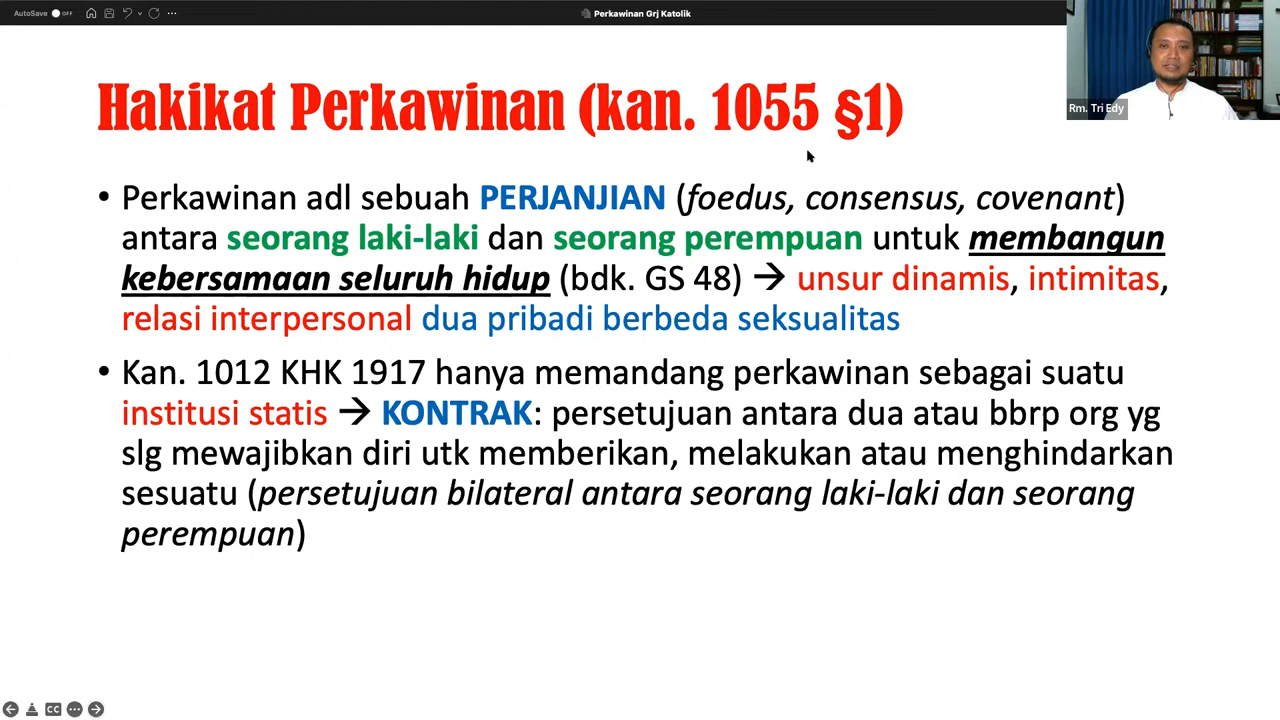 AutoSave OFF
Perkawinan Grj Katolik
Rm. Tri Edy
Hakikat Perkawinan (kan. 1055 §1)
• Perkawinan adl sebuah PERJANJIAN (foedus, consensus, covenant)
antara seorang laki-laki dan seorang perempuan untuk membangun
kebersamaan seluruh hidup (bdk. GS 48) → unsur dinamis, intimitas,
relasi interpersonal dua pribadi berbeda seksualitas
• Kan. 1012 KHK 1917 hanya memandang perkawinan sebagai suatu
institusi statis → KONTRAK: persetujuan antara dua atau bbrp org yg
slg mewajibkan diri utk memberikan, melakukan atau menghindarkan
sesuatu (persetujuan bilateral antara seorang laki-laki dan seorang
perempuan)
CC